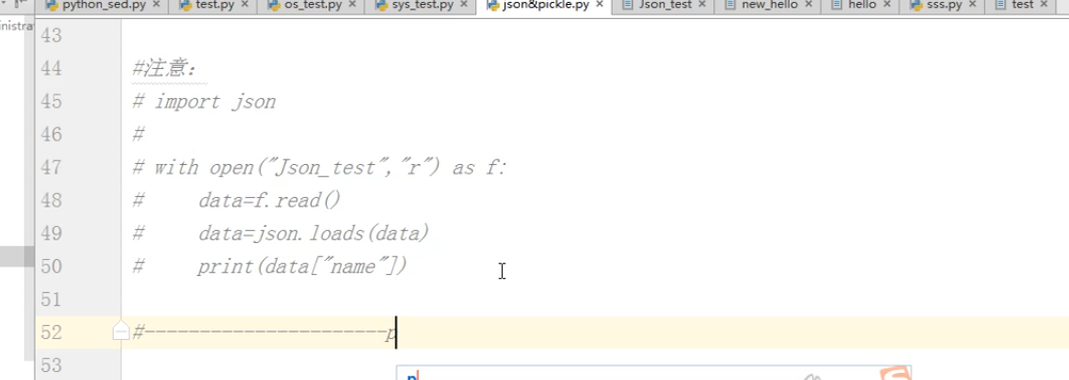 python_sed.py × test.py × os_test.py × sys_test.py × json&pickle.py × Json_test × new_hello × hello × sss.py × test ×
43
44 #注意：
45 # import json
46 #
47 # with open("Json_test","r") as f:
48 #     data=f.read()
49 #     data=json.loads(data)
50 #     print(data["name"])
51
52 #----------------------p
53
p